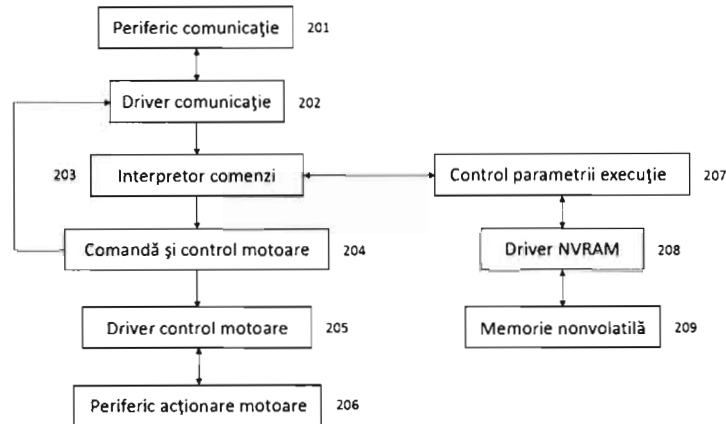 Periferic comunicaţie 201
Driver comunicaţie 202
203 Interpretor comenzi
Control parametrii execuţie 207
Comandă şi control motoare 204
Driver NVRAM 208
Driver control motoare 205
Memorie nonvolatilă 209
Periferic acţionare motoare 206